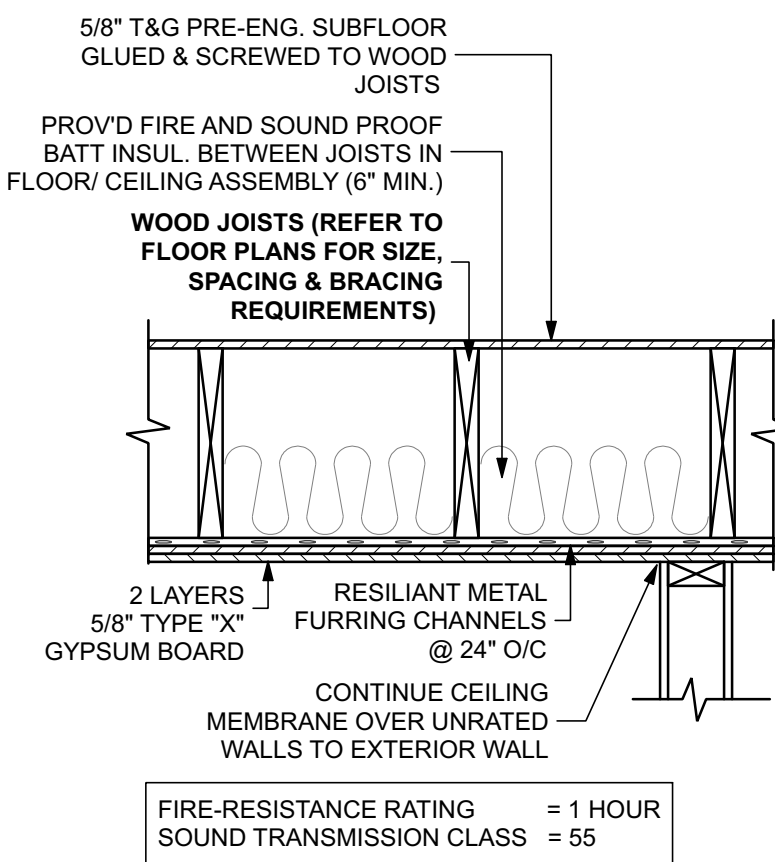 5/8" T&G PRE-ENG. SUBFLOOR
GLUED & SCREWED TO WOOD
JOISTS
PROV'D FIRE AND SOUND PROOF
BATT INSUL. BETWEEN JOISTS IN
FLOOR/ CEILING ASSEMBLY (6" MIN.)
WOOD JOISTS (REFER TO
FLOOR PLANS FOR SIZE,
SPACING & BRACING
REQUIREMENTS)
2 LAYERS
5/8" TYPE "X"
GYPSUM BOARD
RESILIANT METAL
FURRING CHANNELS
@ 24" O/C
CONTINUE CEILING
MEMBRANE OVER UNRATED
WALLS TO EXTERIOR WALL
FIRE-RESISTANCE RATING = 1 HOUR
SOUND TRANSMISSION CLASS = 55